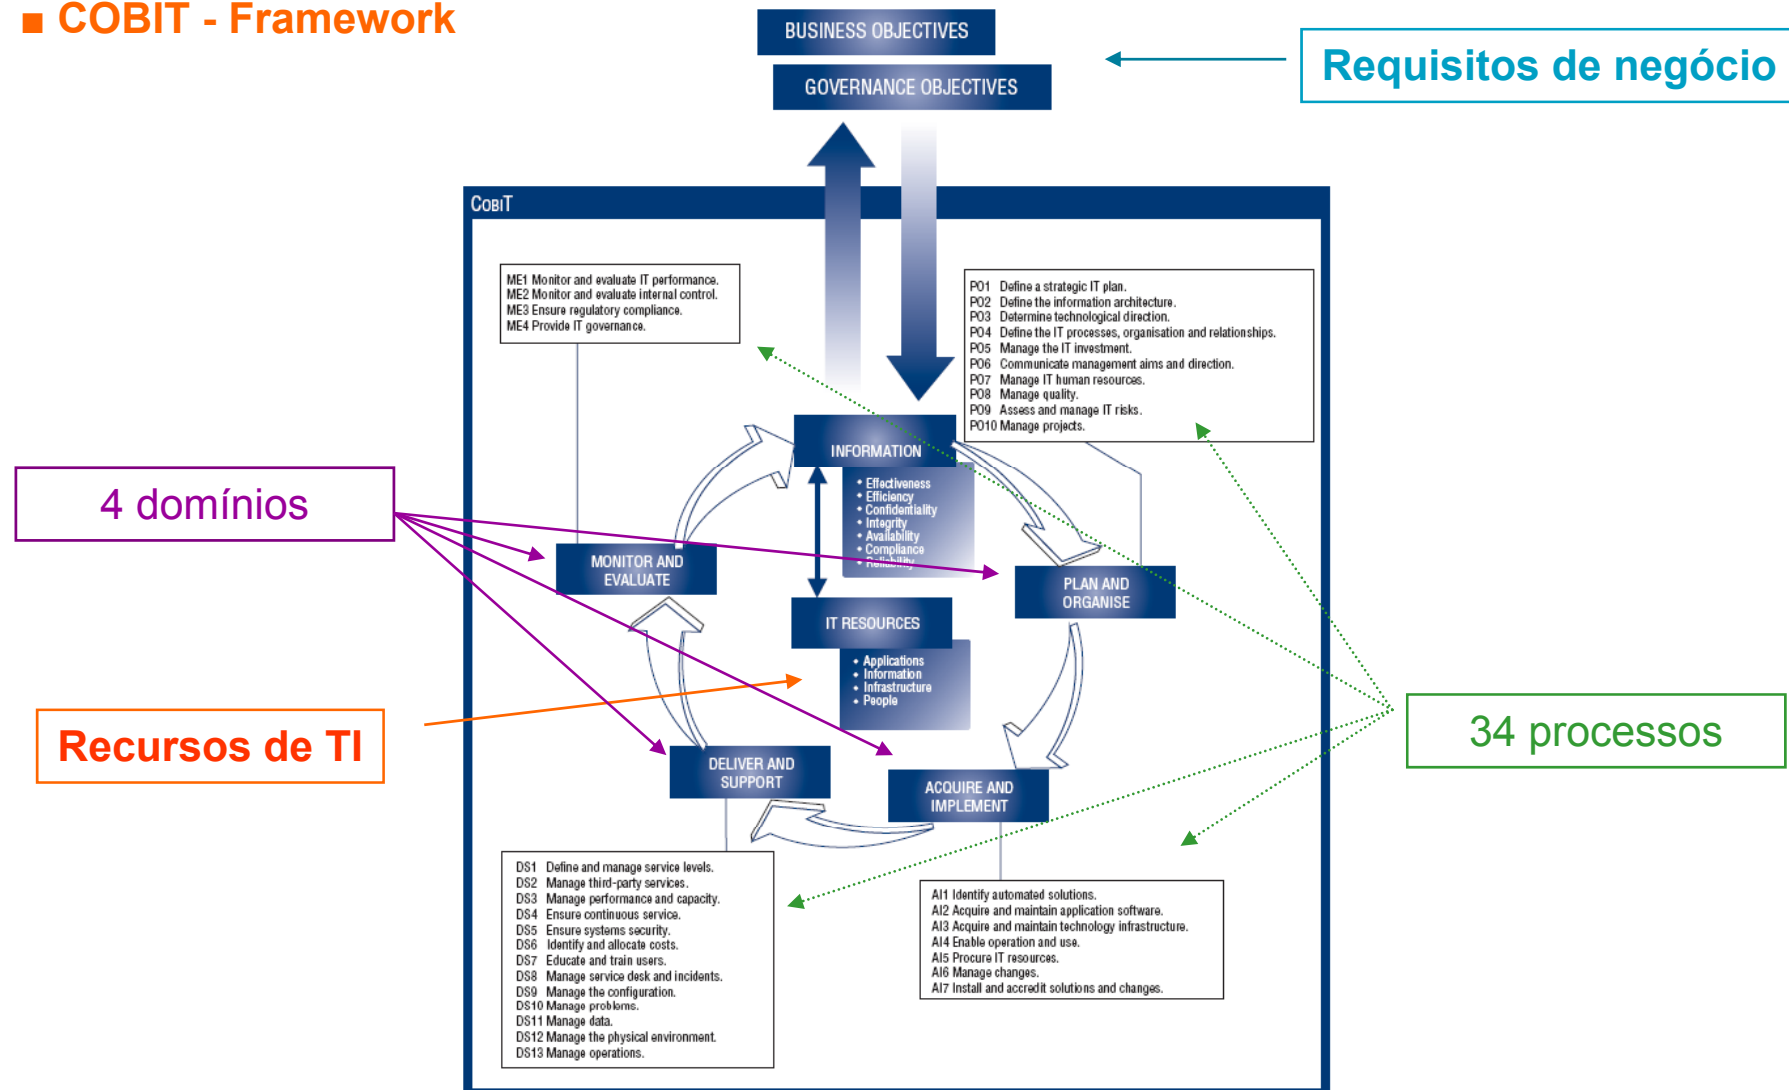 ■ COBIT - Framework
BUSINESS OBJECTIVES
GOVERNANCE OBJECTIVES
Requisitos de negócio
COBIT
ME1 Monitor and evaluate IT performance.
ME2 Monitor and evaluate internal control.
ME3 Ensure regulatory compliance.
ME4 Provide IT governance.
PO1 Define a strategic IT plan.
PO2 Define the information architecture.
PO3 Determine technological direction.
PO4 Define the IT processes, organisation and relationships.
PO5 Manage the IT investment.
PO6 Communicate management aims and direction.
PO7 Manage IT human resources.
PO8 Manage quality.
PO9 Assess and manage IT risks.
PO10 Manage projects.
INFORMATION
• Effectiveness
• Efficiency
• Confidentiality
• Integrity
• Availability
• Compliance
• Reliability
4 domínios
MONITOR AND
EVALUATE
PLAN AND
ORGANISE
IT RESOURCES
• Applications
• Information
• Infrastructure
• People
Recursos de TI
34 processos
DELIVER AND
SUPPORT
ACQUIRE AND
IMPLEMENT
DS1 Define and manage service levels.
DS2 Manage third-party services.
DS3 Manage performance and capacity.
DS4 Ensure continuous service.
DS5 Ensure systems security.
DS6 Identify and allocate costs.
DS7 Educate and train users.
DS8 Manage service desk and incidents.
DS9 Manage the configuration.
DS10 Manage problems.
DS11 Manage data.
DS12 Manage the physical environment.
DS13 Manage operations.
AI1 Identify automated solutions.
AI2 Acquire and maintain application software.
AI3 Acquire and maintain technology infrastructure.
AI4 Enable operation and use.
AI5 Procure IT resources.
AI6 Manage changes.
AI7 Install and accredit solutions and changes.